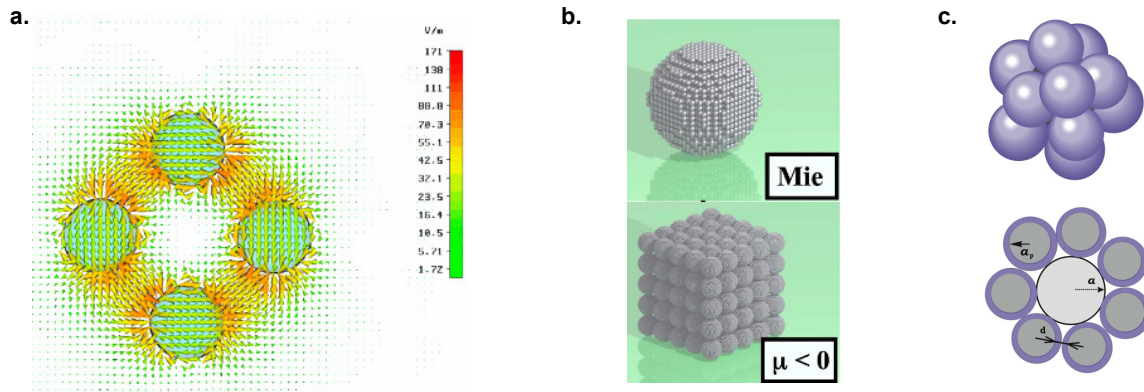 a.
V/m
171
138
111
88.8
70.3
55.1
42.5
32.1
23.5
16.4
10.5
5.71
1.72
b.
Mie
μ < 0
c.
aₚ
a
d